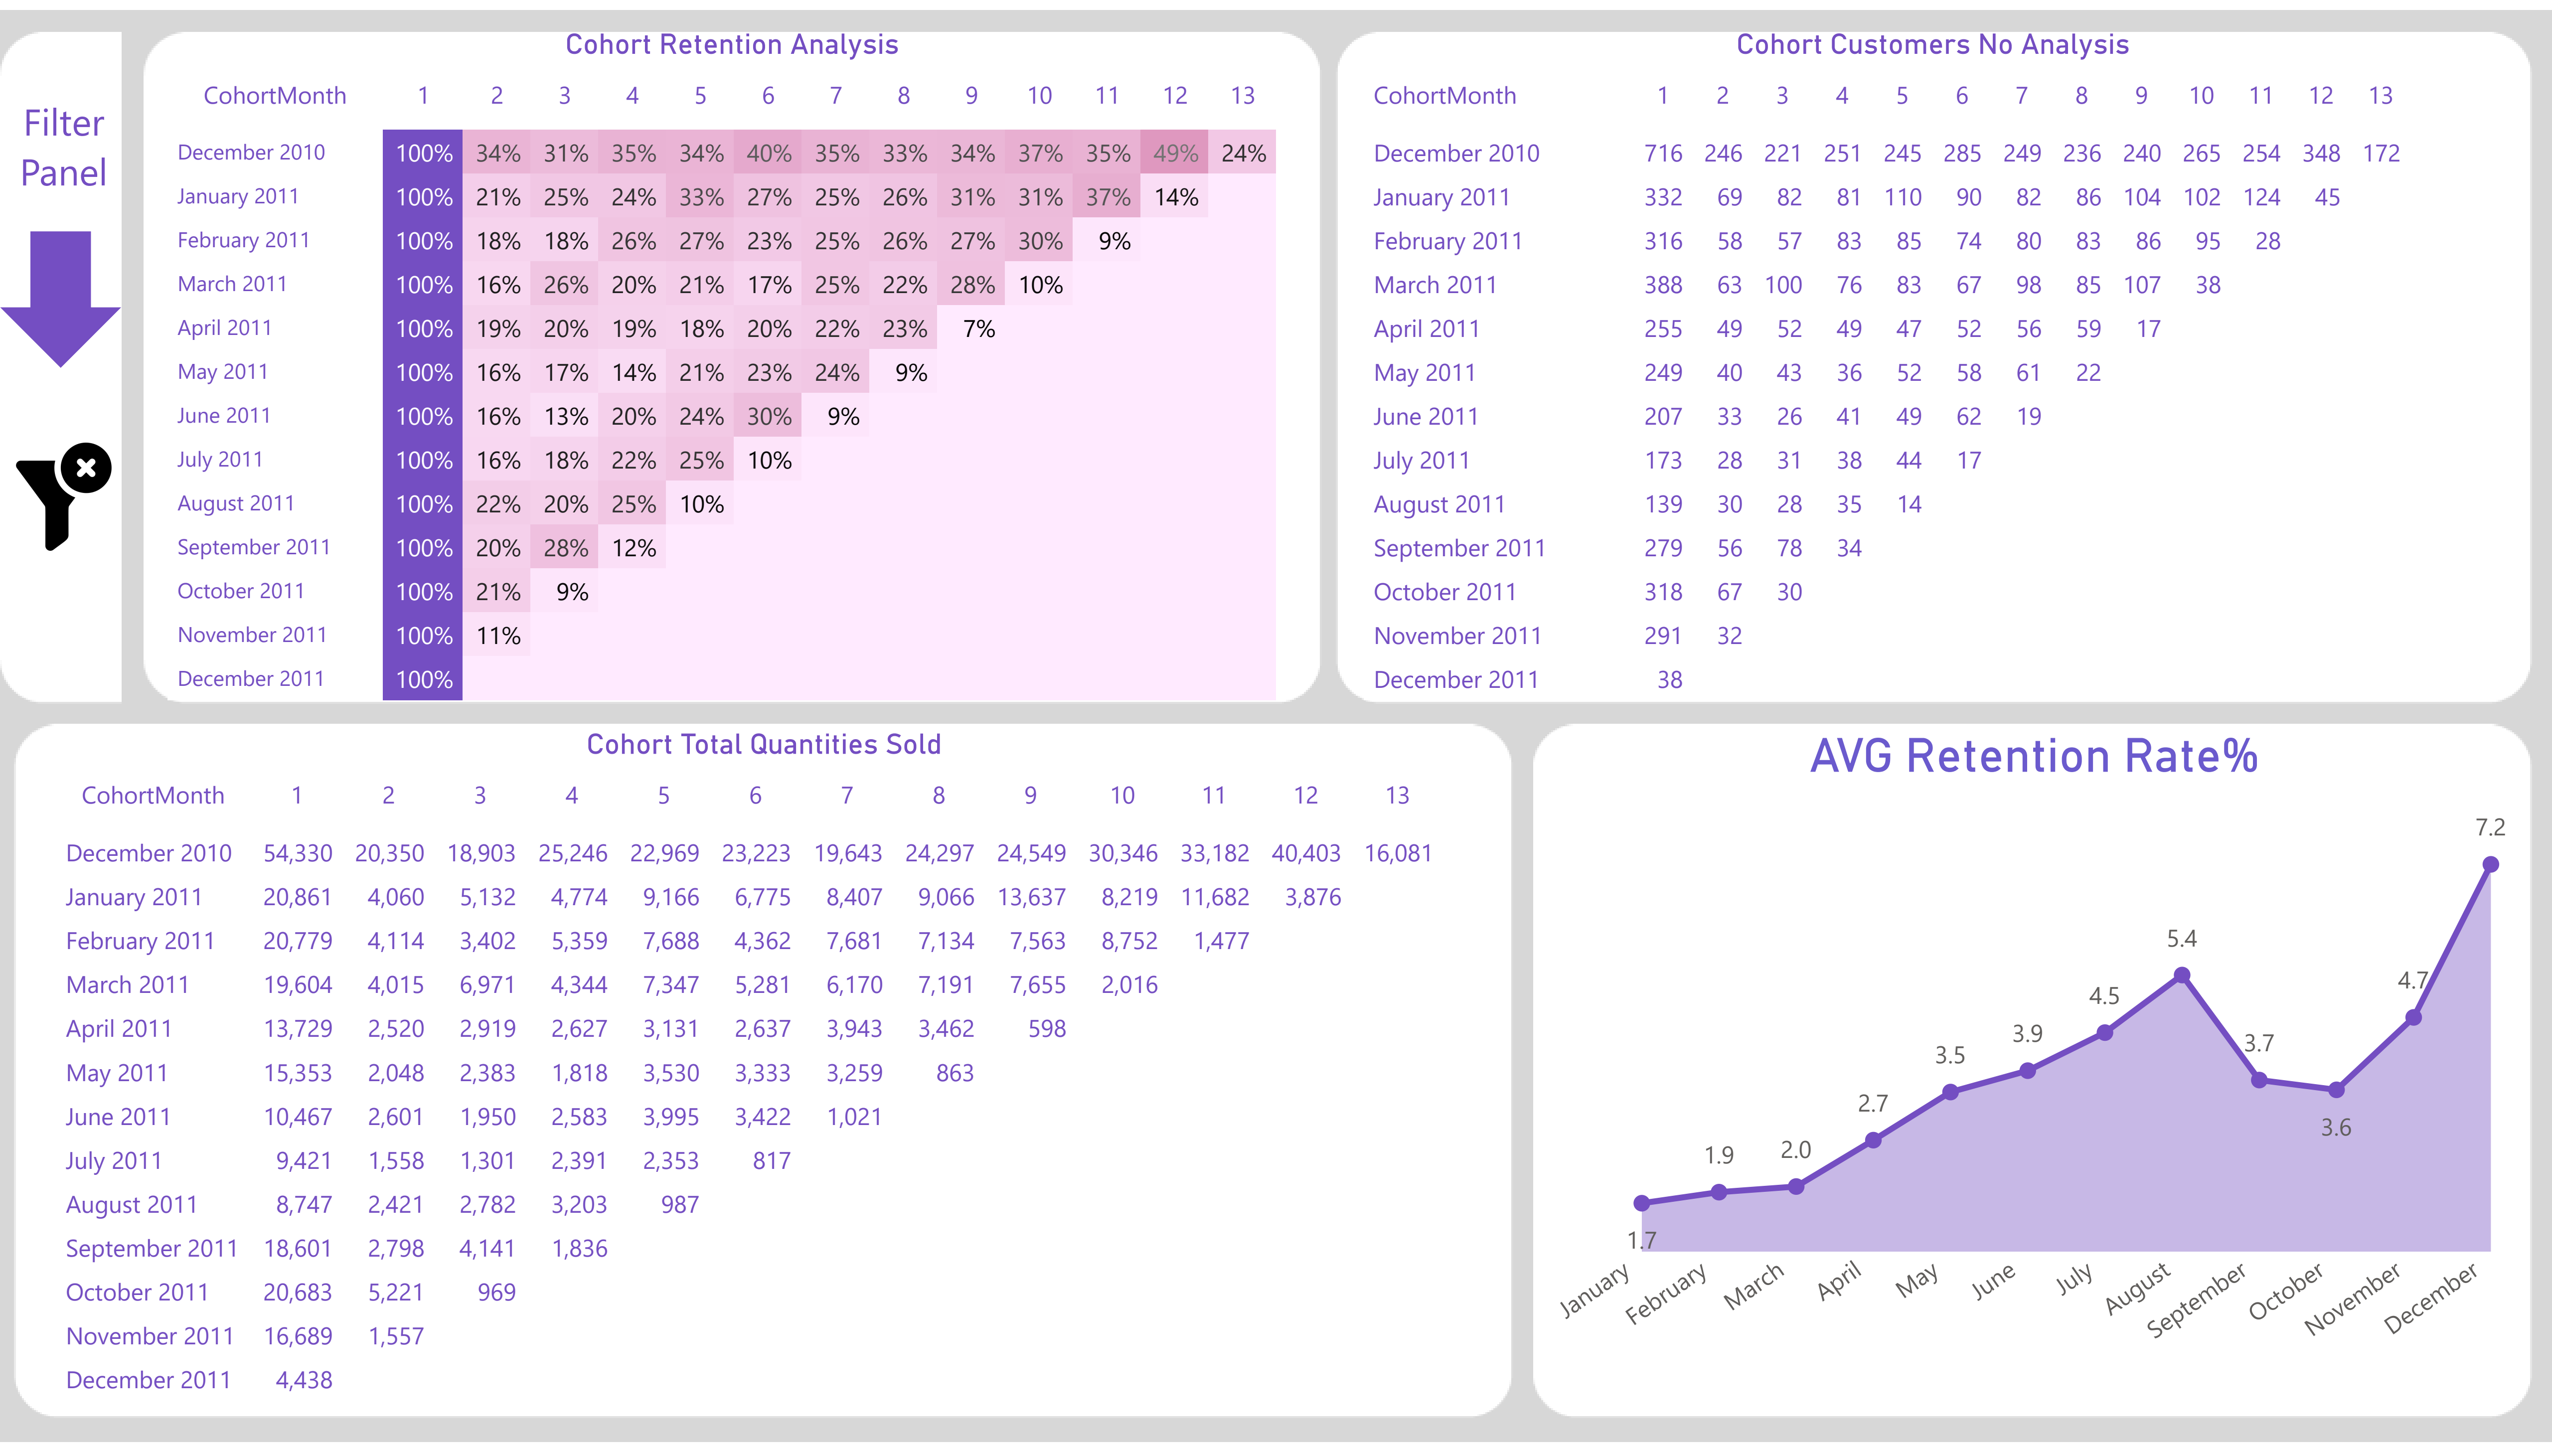 Filter
Panel
Cohort Retention Analysis
CohortMonth 1 2 3 4 5 6 7 8 9 10 11 12 13
December 2010 100% 34% 31% 35% 34% 40% 35% 33% 34% 37% 35% 49% 24%
January 2011 100% 21% 25% 24% 33% 27% 25% 26% 31% 31% 37% 14%
February 2011 100% 18% 18% 26% 27% 23% 25% 26% 27% 30% 9%
March 2011 100% 16% 26% 20% 21% 17% 25% 22% 28% 10%
April 2011 100% 19% 20% 19% 18% 20% 22% 23% 7%
May 2011 100% 16% 17% 14% 21% 23% 24% 9%
June 2011 100% 16% 13% 20% 24% 30% 9%
July 2011 100% 16% 18% 22% 25% 10%
August 2011 100% 22% 20% 25% 10%
September 2011 100% 20% 28% 12%
October 2011 100% 21% 9%
November 2011 100% 11%
December 2011 100%
Cohort Customers No Analysis
CohortMonth 1 2 3 4 5 6 7 8 9 10 11 12 13
December 2010 716 246 221 251 245 285 249 236 240 265 254 348 172
January 2011 332 69 82 81 110 90 82 86 104 102 124 45
February 2011 316 58 57 83 85 74 80 83 86 95 28
March 2011 388 63 100 76 83 67 98 85 107 38
April 2011 255 49 52 49 47 52 56 59 17
May 2011 249 40 43 36 52 58 61 22
June 2011 207 33 26 41 49 62 19
July 2011 173 28 31 38 44 17
August 2011 139 30 28 35 14
September 2011 279 56 78 34
October 2011 318 67 30
November 2011 291 32
December 2011 38
Cohort Total Quantities Sold
CohortMonth 1 2 3 4 5 6 7 8 9 10 11 12 13
December 2010 54,330 20,350 18,903 25,246 22,969 23,223 19,643 24,297 24,549 30,346 33,182 40,403 16,081
January 2011 20,861 4,060 5,132 4,774 9,166 6,775 8,407 9,066 13,637 8,219 11,682 3,876
February 2011 20,779 4,114 3,402 5,359 7,688 4,362 7,681 7,134 7,563 8,752 1,477
March 2011 19,604 4,015 6,971 4,344 7,347 5,281 6,170 7,191 7,655 2,016
April 2011 13,729 2,520 2,919 2,627 3,131 2,637 3,943 3,462 598
May 2011 15,353 2,048 2,383 1,818 3,530 3,333 3,259 863
June 2011 10,467 2,601 1,950 2,583 3,995 3,422 1,021
July 2011 9,421 1,558 1,301 2,391 2,353 817
August 2011 8,747 2,421 2,782 3,203 987
September 2011 18,601 2,798 4,141 1,836
October 2011 20,683 5,221 969
November 2011 16,689 1,557
December 2011 4,438
AVG Retention Rate%
1.7 1.9 2.0 2.7 3.5 3.9 4.5 5.4 3.7 3.6 4.7 7.2
January February March April May June July August September October November December